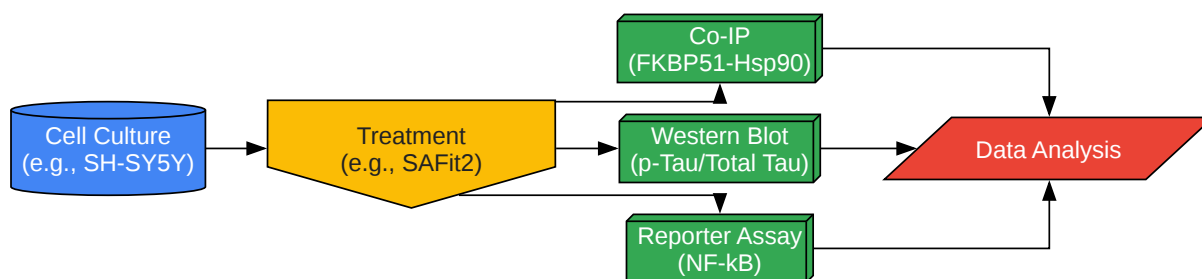 Cell Culture
(e.g., SH-SY5Y)
Treatment
(e.g., SAFit2)
Co-IP
(FKBP51-Hsp90)
Western Blot
(p-Tau/Total Tau)
Reporter Assay
(NF-kB)
Data Analysis